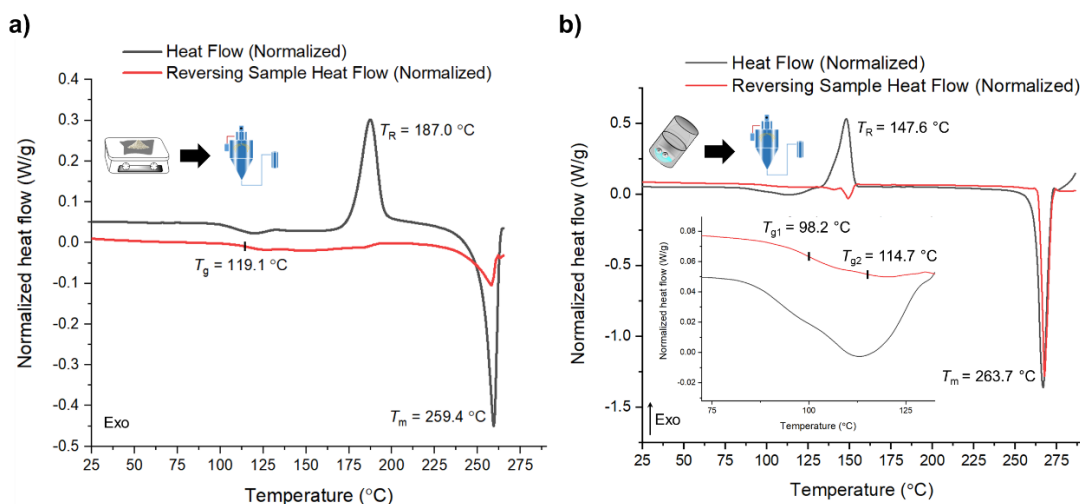 a)
Heat Flow (Normalized)
Reversing Sample Heat Flow (Normalized)
0.4
0.3
0.2
0.1
0.0
-0.1
-0.2
-0.3
-0.4
-0.5
Normalized heat flow (W/g)
TR = 187.0 °C
Tg = 119.1 °C
Tm = 259.4 °C
Exo
25 50 75 100 125 150 175 200 225 250 275
Temperature (°C)
b)
Heat Flow (Normalized)
Reversing Sample Heat Flow (Normalized)
0.5
0.0
-0.5
-1.0
-1.5
Normalized heat flow (W/g)
TR = 147.6 °C
Tg1 = 98.2 °C
Tg2 = 114.7 °C
0.08
0.06
0.04
0.02
0.00
-0.02
Normalized heat flow (W/g)
75 100 125
Temperature (°C)
Tm = 263.7 °C
Exo
25 50 75 100 125 150 175 200 225 250 275
Temperature (°C)